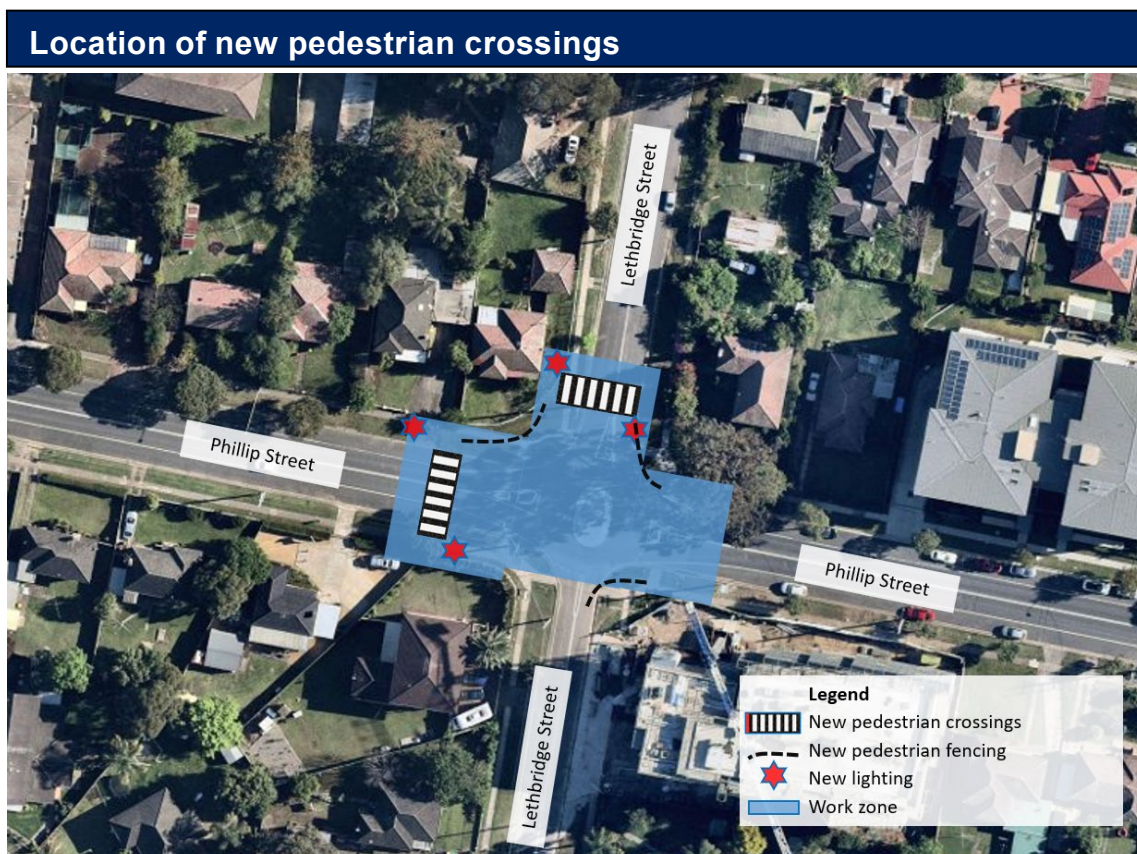 Location of new pedestrian crossings
Lethbridge Street
Phillip Street
Phillip Street
Lethbridge Street
Legend
New pedestrian crossings
New pedestrian fencing
New lighting
Work zone